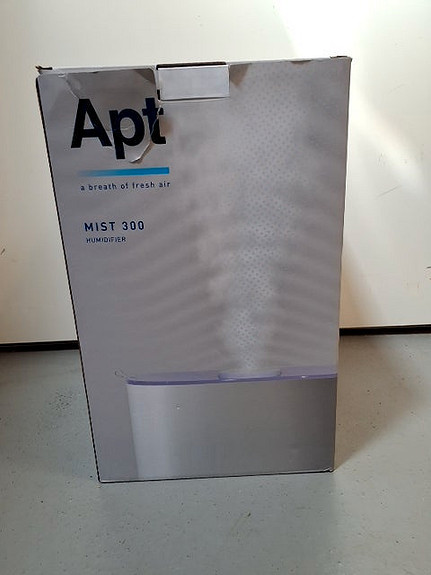 Apt
a breath of fresh air
MIST 300
HUMIDIFIER